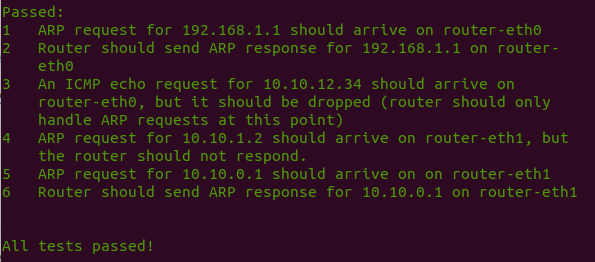 Passed:
1   ARP request for 192.168.1.1 should arrive on router-eth0
2   Router should send ARP response for 192.168.1.1 on router-
    eth0
3   An ICMP echo request for 10.10.12.34 should arrive on
    router-eth0, but it should be dropped (router should only
    handle ARP requests at this point)
4   ARP request for 10.10.1.2 should arrive on router-eth1, but
    the router should not respond.
5   ARP request for 10.10.0.1 should arrive on on router-eth1
6   Router should send ARP response for 10.10.0.1 on router-eth1
All tests passed!